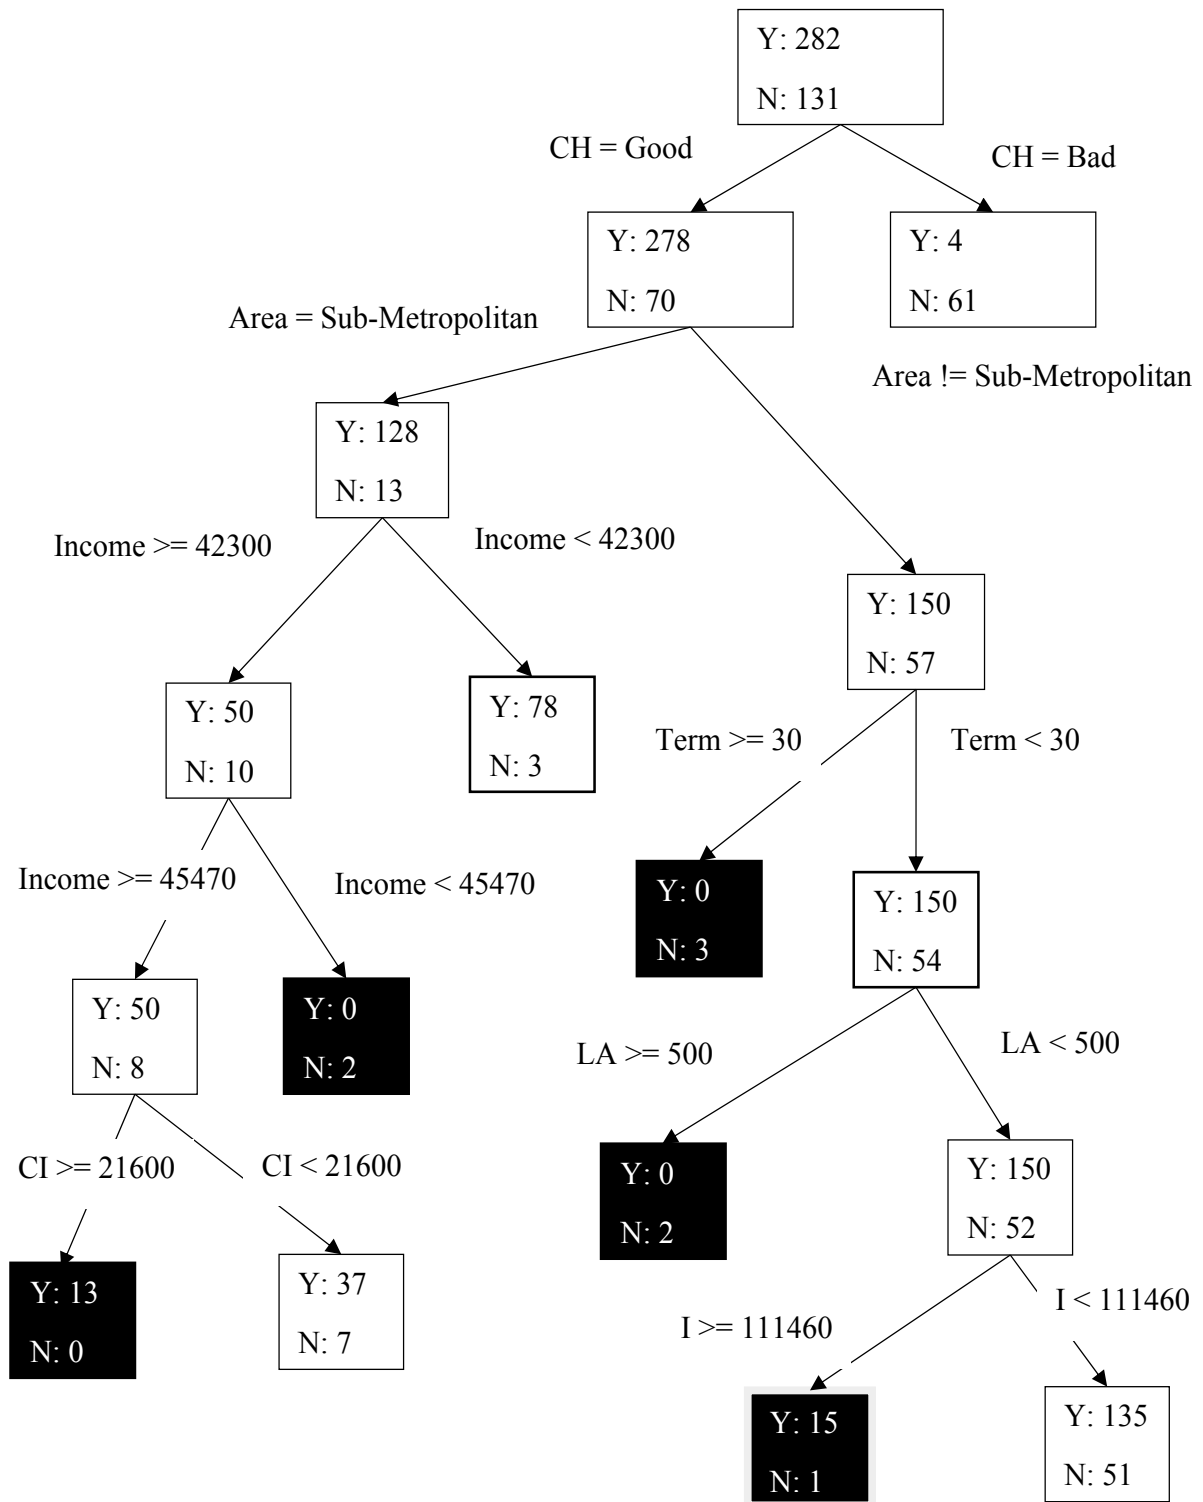 Y: 282
N: 131
CH = Good
CH = Bad
Y: 278
N: 70
Y: 4
N: 61
Area = Sub-Metropolitan
Area != Sub-Metropolitan
Y: 128
N: 13
Income >= 42300
Income < 42300
Y: 150
N: 57
Y: 50
N: 10
Y: 78
N: 3
Term >= 30
Term < 30
Income >= 45470
Income < 45470
Y: 0
N: 3
Y: 150
N: 54
Y: 50
N: 8
Y: 0
N: 2
LA >= 500
LA < 500
CI >= 21600
CI < 21600
Y: 0
N: 2
Y: 150
N: 52
Y: 13
N: 0
Y: 37
N: 7
I >= 111460
I < 111460
Y: 15
N: 1
Y: 135
N: 51